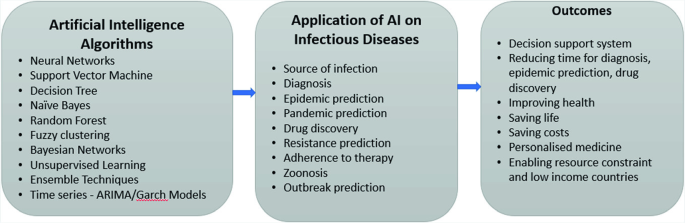 Artificial Intelligence
Algorithms
Neural Networks
Support Vector Machine
Decision Tree
Naïve Bayes
Random Forest
Fuzzy clustering
Bayesian Networks
Unsupervised Learning
Ensemble Techniques
Time series - ARIMA/Garch Models
Application of AI on
Infectious Diseases
Source of infection
Diagnosis
Epidemic prediction
Pandemic prediction
Drug discovery
Resistance prediction
Adherence to therapy
Zoonosis
Outbreak prediction
Outcomes
Decision support system
Reducing time for diagnosis,
epidemic prediction, drug
discovery
Improving health
Saving life
Saving costs
Personalised medicine
Enabling resource constraint
and low income countries